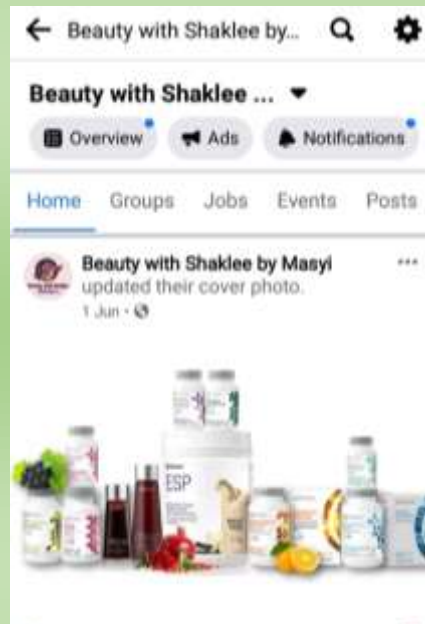 Beauty with Shaklee by...
Beauty with Shaklee ...
Overview
Ads
Notifications
Home Groups Jobs Events Posts
Beauty with Shaklee by Masyi
updated their cover photo.
1 Jun
ESP